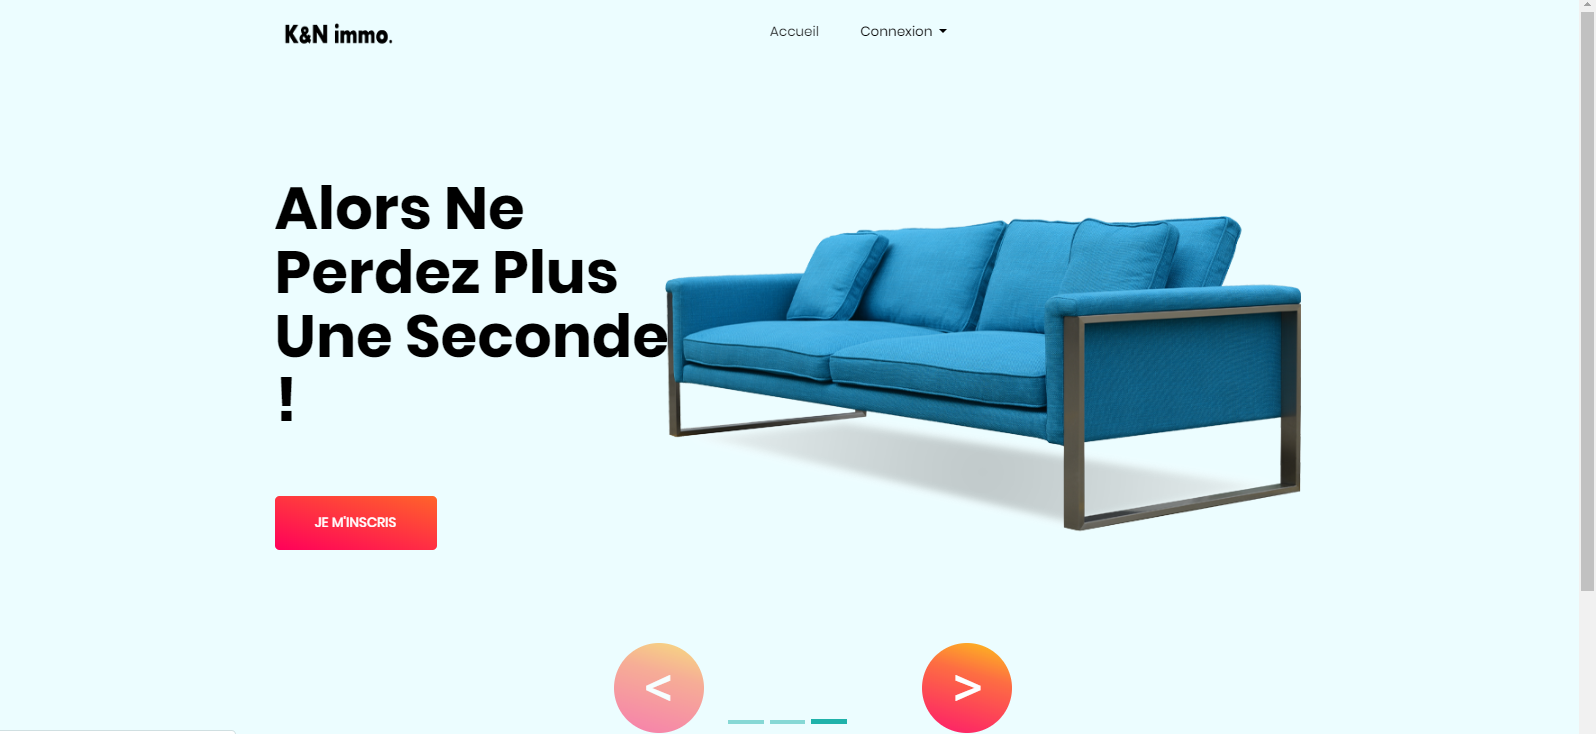 K&N immo.
Accueil
Connexion
Alors Ne
Perdez Plus
Une Seconde
!
JE M'INSCRIS
<
>